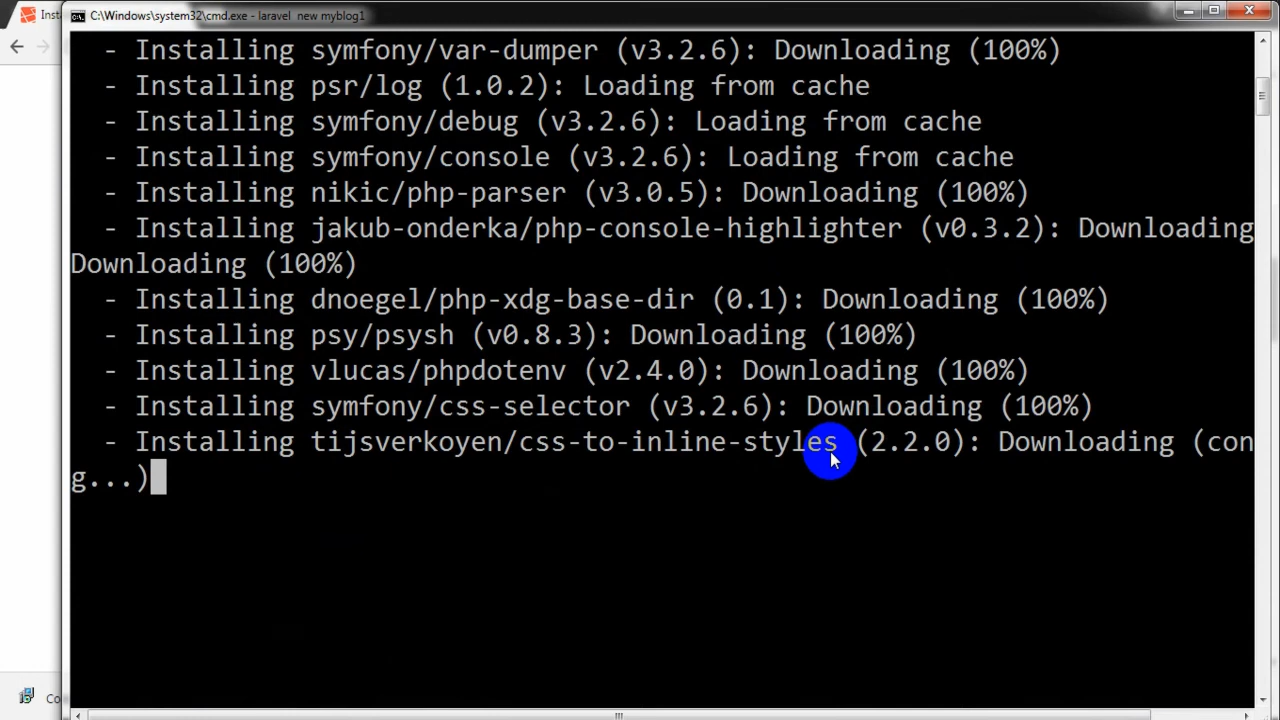 Inst
C:\Windows\system32\cmd.exe - laravel  new myblog1
- Installing symfony/var-dumper (v3.2.6): Downloading (100%)
- Installing psr/log (1.0.2): Loading from cache
- Installing symfony/debug (v3.2.6): Loading from cache
- Installing symfony/console (v3.2.6): Loading from cache
- Installing nikic/php-parser (v3.0.5): Downloading (100%)
- Installing jakub-onderka/php-console-highlighter (v0.3.2): Downloading
Downloading (100%)
- Installing dnoegel/php-xdg-base-dir (0.1): Downloading (100%)
- Installing psy/psysh (v0.8.3): Downloading (100%)
- Installing vlucas/phpdotenv (v2.4.0): Downloading (100%)
- Installing symfony/css-selector (v3.2.6): Downloading (100%)
- Installing tijsverkoyen/css-to-inline-styles (2.2.0): Downloading (con
g...)
Co